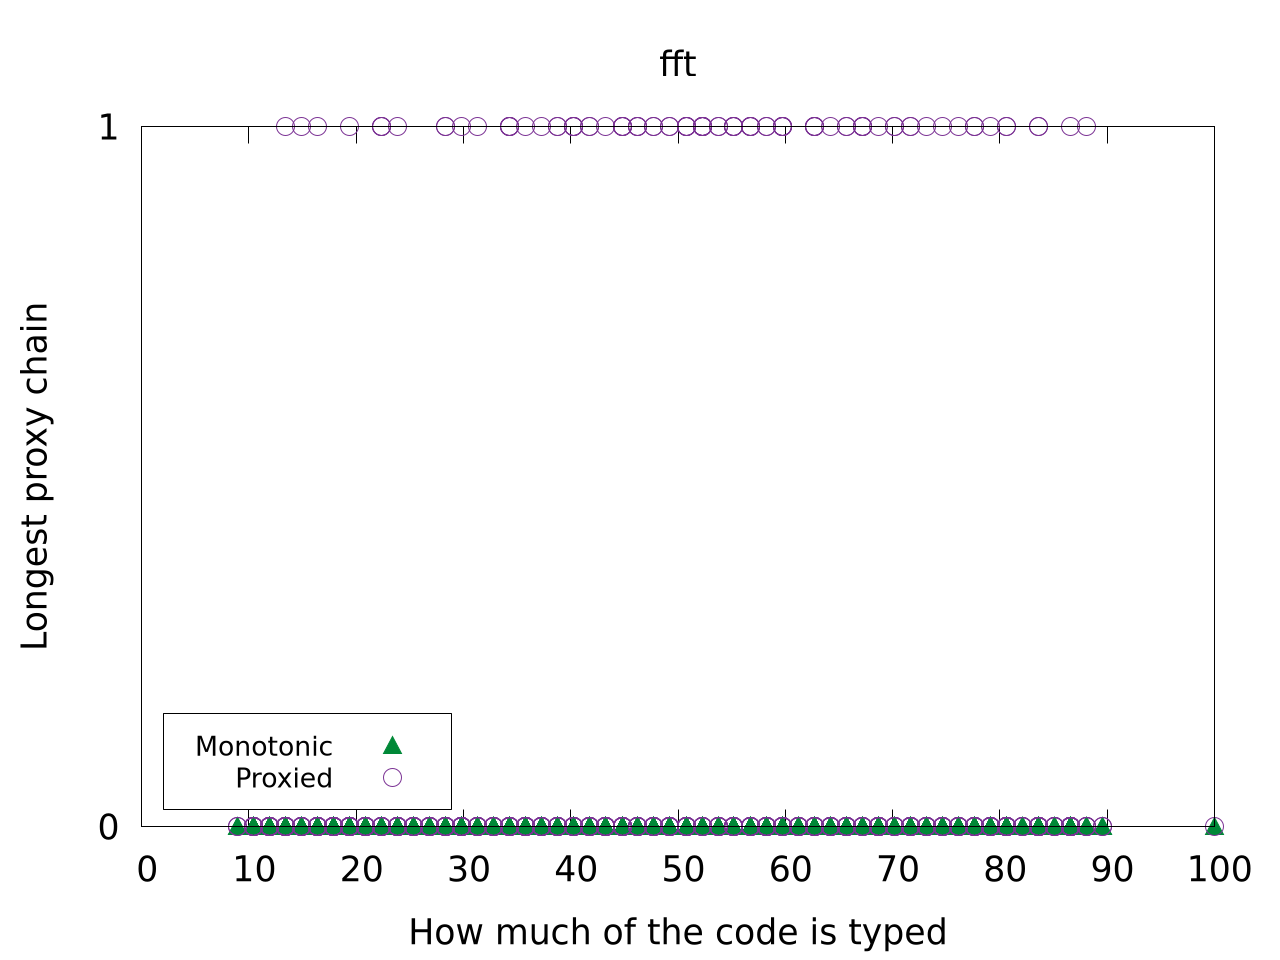 fft
1
Longest proxy chain
Monotonic
Proxied
0
0 10 20 30 40 50 60 70 80 90 100
How much of the code is typed